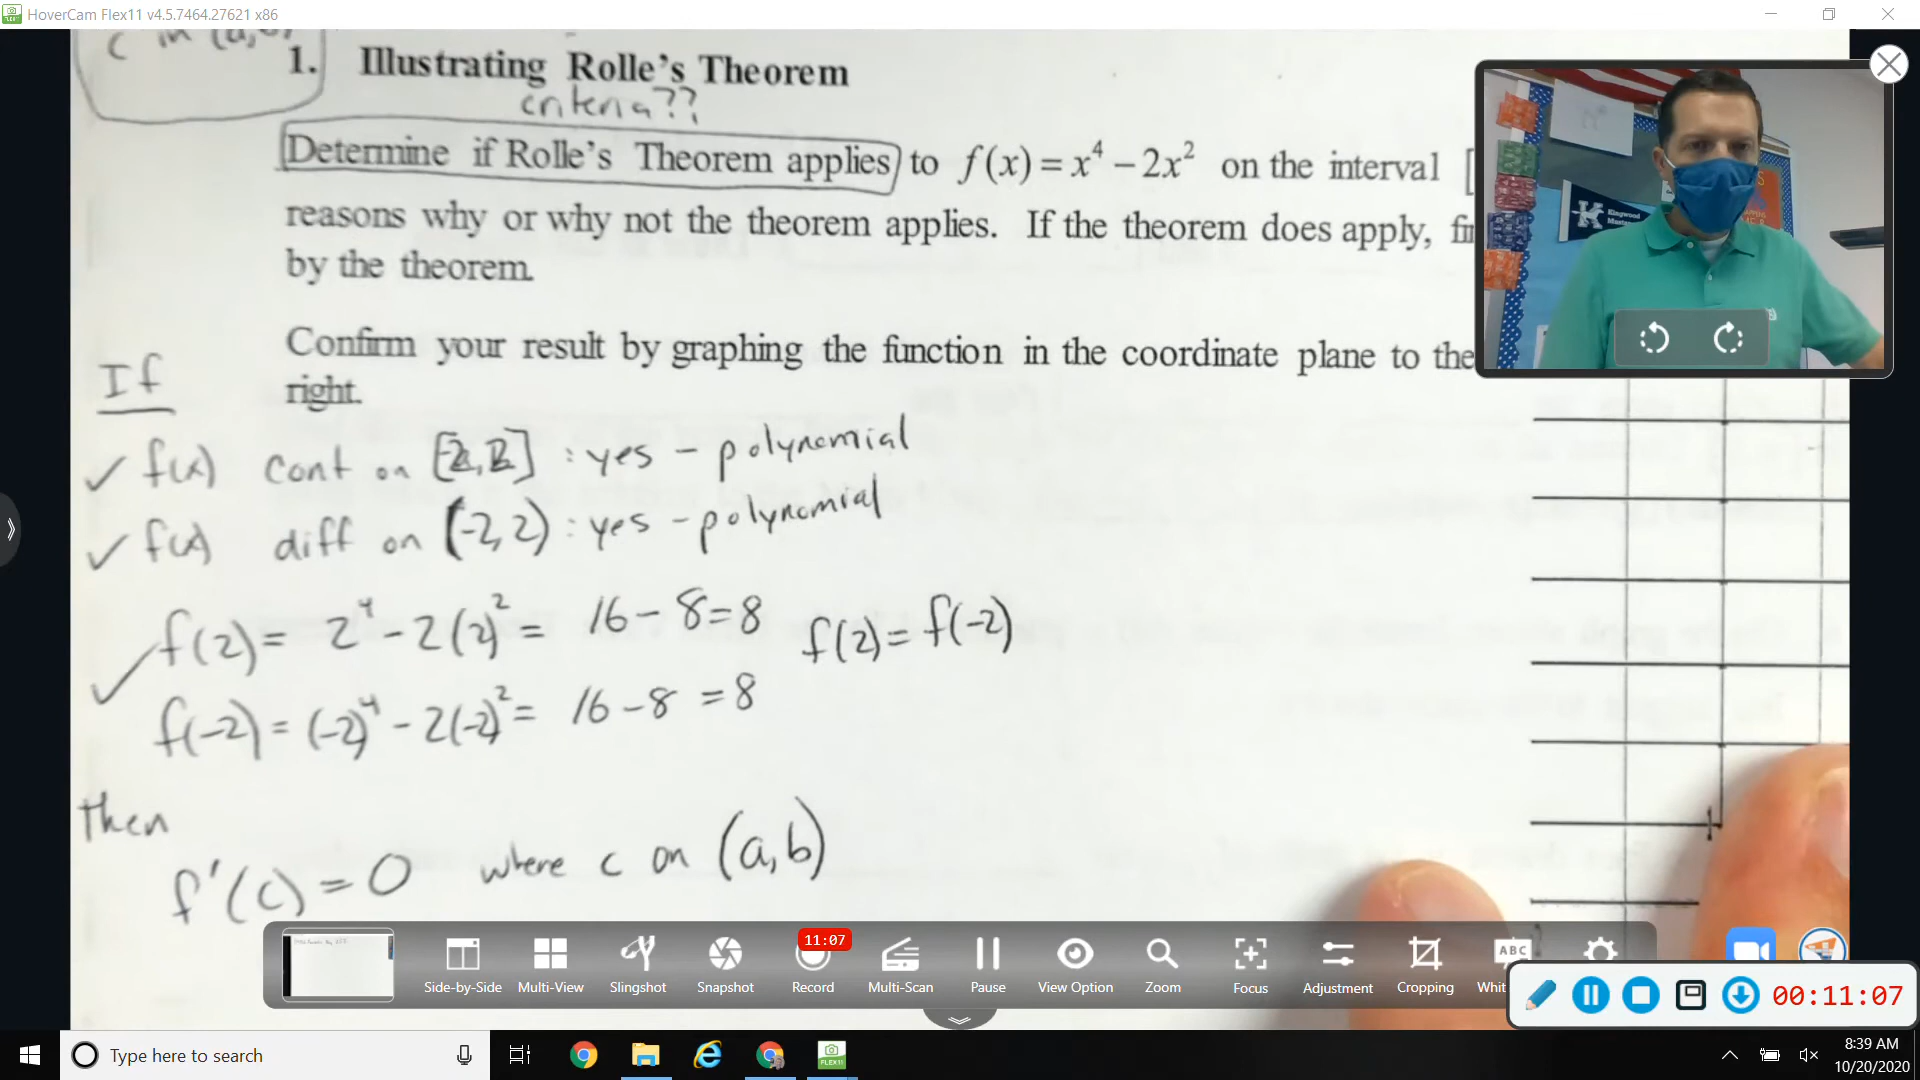 HoverCam Flex11 v4.5.7464.27621 x86
c in (a,b)
1. Illustrating Rolle's Theorem
criteria??
Determine if Rolle's Theorem applies to f(x) = x⁴ – 2x² on the interval [
reasons why or why not the theorem applies. If the theorem does apply, fi
by the theorem.
Confirm your result by graphing the function in the coordinate plane to the
right.
If
✓ f(x) cont on [-2,2] : yes - polynomial
✓ f(x) diff on (-2,2) : yes - polynomial
✓ f(2) = 2⁴ - 2(2)² = 16 - 8 = 8 f(2) = f(-2)
f(-2) = (-2)⁴ - 2(-2)² = 16 - 8 = 8
then
f'(c) = 0 where c on (a,b)
K Kingwood
11:07
Side-by-Side Multi-View Slingshot Snapshot Record Multi-Scan Pause View Option Zoom Focus Adjustment Cropping Whit
ABC
00:11:07
Type here to search
FLEX11
8:39 AM
10/20/2020